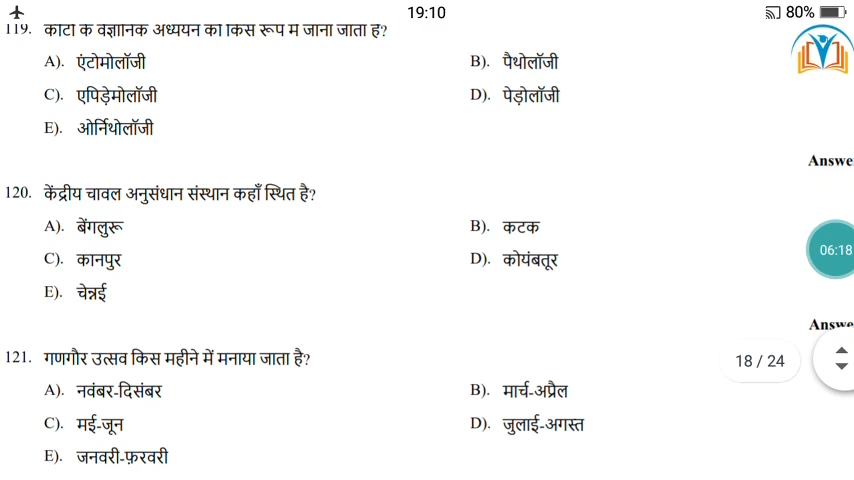 19:10
80%
119. कीटों के वैज्ञानिक अध्ययन को किस रूप में जाना जाता है?
A). एंटोमोलॉजी
B). पैथोलॉजी
C). एपिड़ेमोलॉजी
D). पेड़ोलॉजी
E). ओर्निथोलॉजी
Answe
120. केंद्रीय चावल अनुसंधान संस्थान कहाँ स्थित है?
A). बेंगलुरू
B). कटक
06:18
C). कानपुर
D). कोयंबतूर
E). चेन्नई
Answe
121. गणगौर उत्सव किस महीने में मनाया जाता है?
18 / 24
A). नवंबर-दिसंबर
B). मार्च-अप्रैल
C). मई-जून
D). जुलाई-अगस्त
E). जनवरी-फ़रवरी